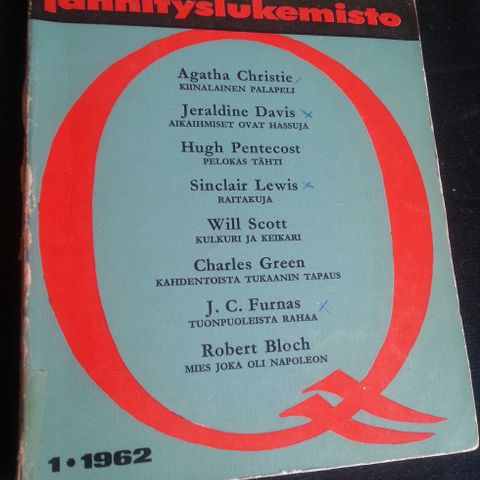 Jännityslukemisto
Agatha Christie
KIINALAINEN PALAPELI
Jeraldine Davis
AIKAIHMISET OVAT HASSUJA
Hugh Pentecost
PELOKAS TÄHTI
Sinclair Lewis
RAITAKUJA
Will Scott
KULKURI JA KEIKARI
Charles Green
KAHDENTOISTA TUKAANIN TAPAUS
J. C. Furnas
TUONPUOLEISTA RAHAA
Robert Bloch
MIES JOKA OLI NAPOLEON
Q
1 • 1962